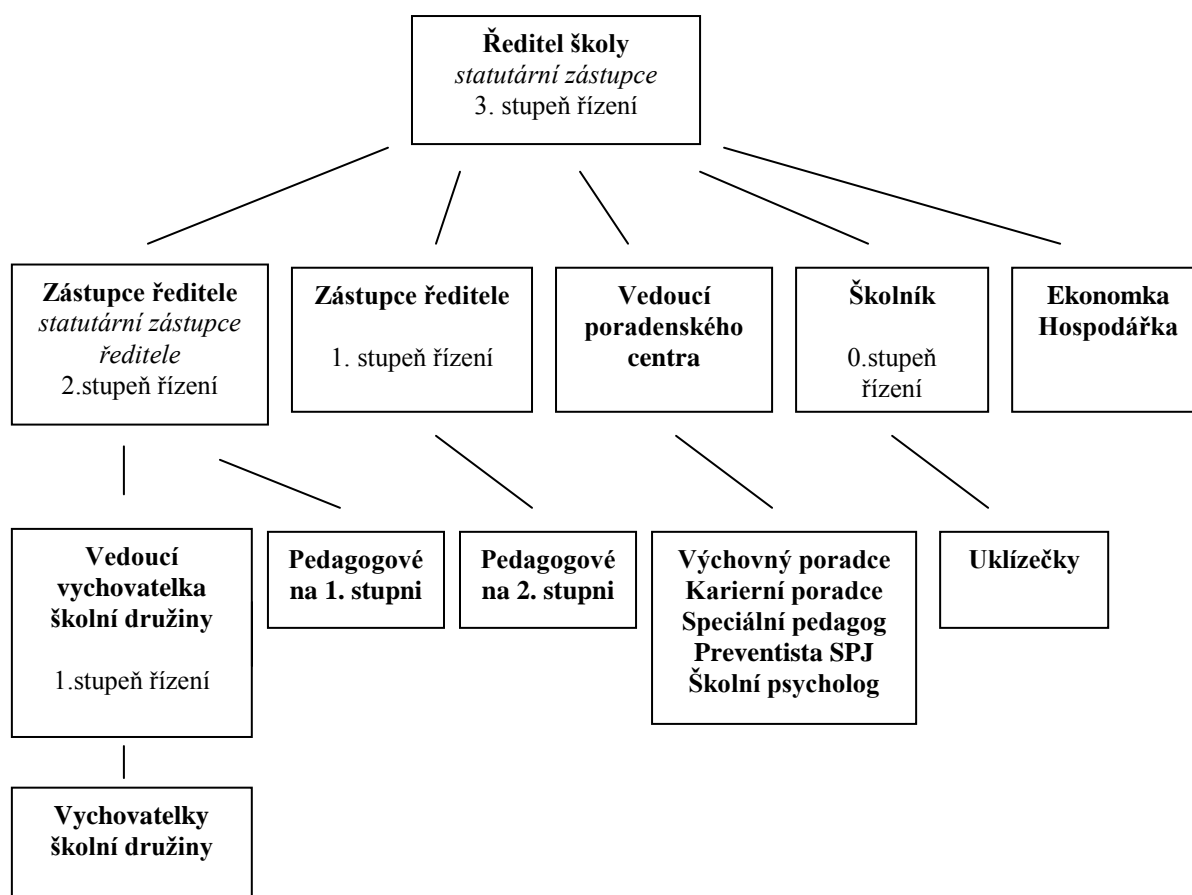 Ředitel školy
statutární zástupce
3. stupeň řízení
Zástupce ředitele
statutární zástupce
ředitele
2.stupeň řízení
Zástupce ředitele
1. stupeň řízení
Vedoucí
poradenského
centra
Školník
0.stupeň
řízení
Ekonomka
Hospodářka
Vedoucí
vychovatelka
školní družiny
1.stupeň řízení
Pedagogové
na 1. stupni
Pedagogové
na 2. stupni
Výchovný poradce
Karierní poradce
Speciální pedagog
Preventista SPJ
Školní psycholog
Uklízečky
Vychovatelky
školní družiny